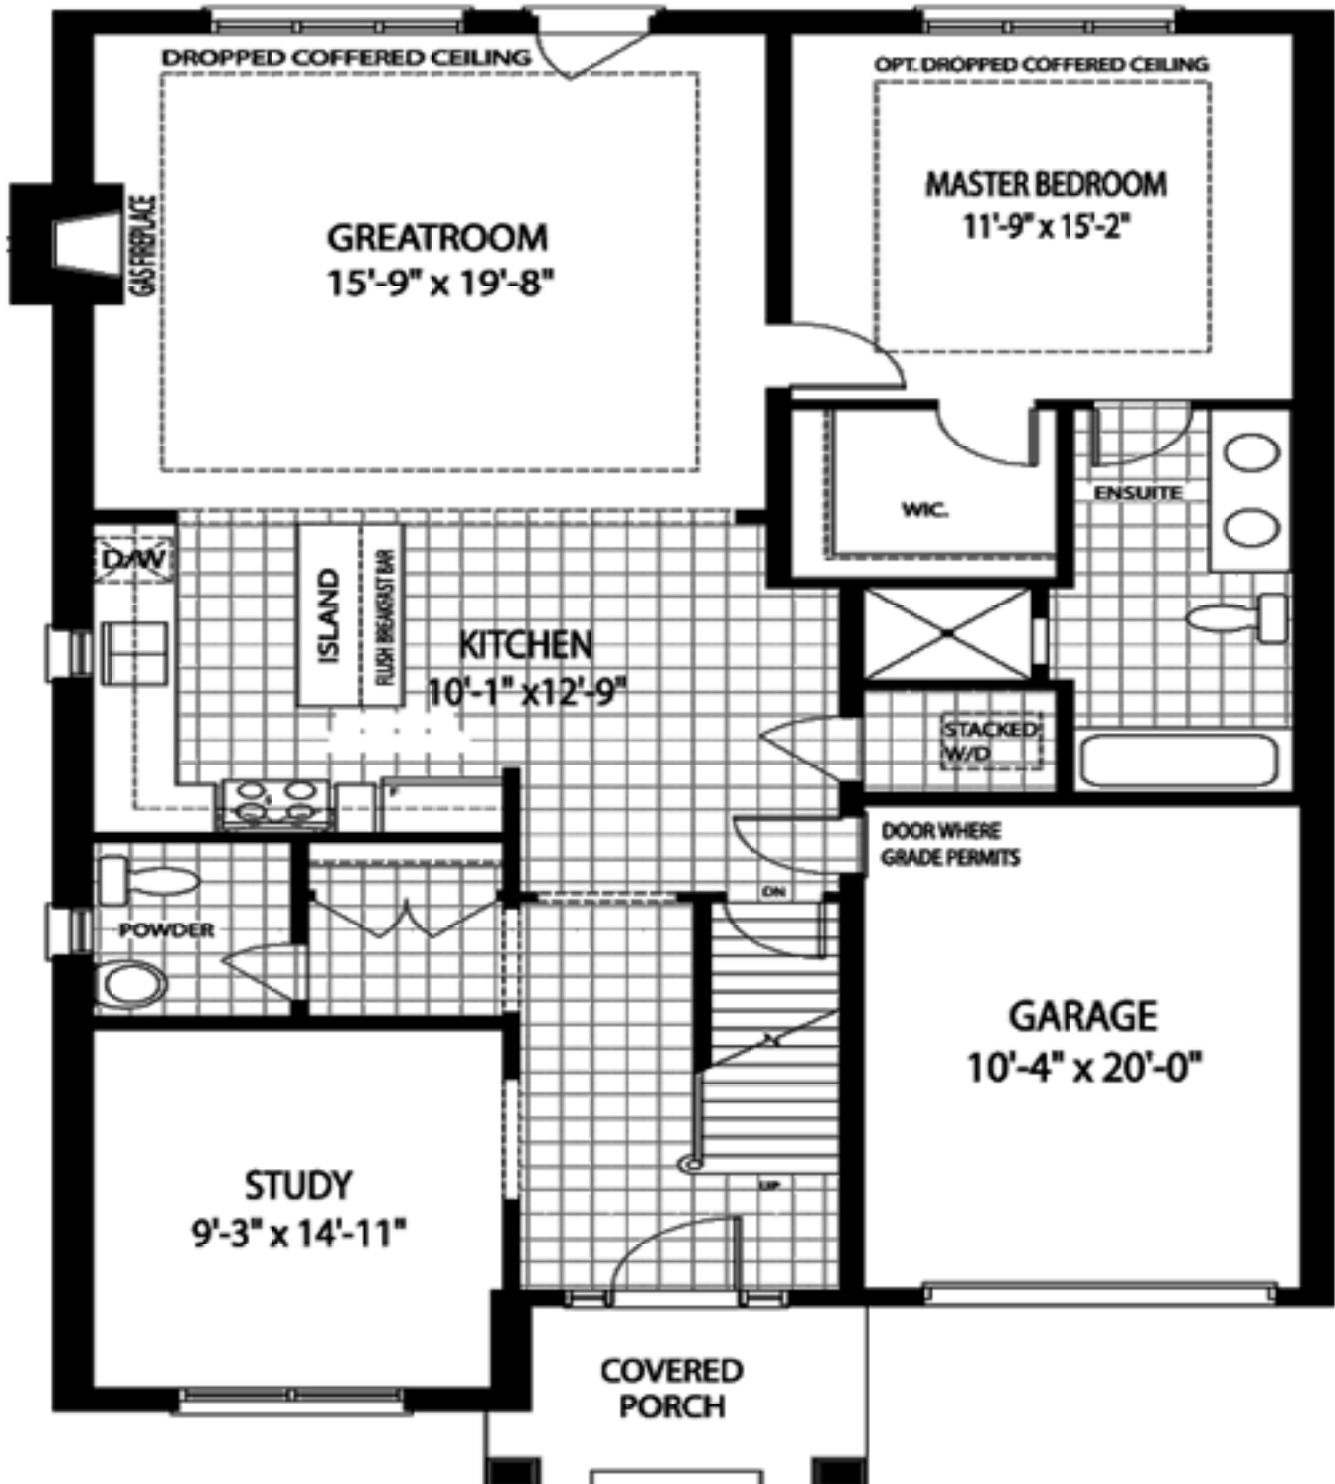 DROPPED COFFERED CEILING
OPT. DROPPED COFFERED CEILING
MASTER BEDROOM
11'-9" x 15'-2"
GAS FIREPLACE
GREATROOM
15'-9" x 19'-8"
WIC.
ENSUITE
D/W
ISLAND
FLUSH BREAKFAST BAR
KITCHEN
10'-1" x12'-9"
STACKED
W/D
F
DOOR WHERE
GRADE PERMITS
DN
POWDER
GARAGE
10'-4" x 20'-0"
STUDY
9'-3" x 14'-11"
UP
COVERED
PORCH